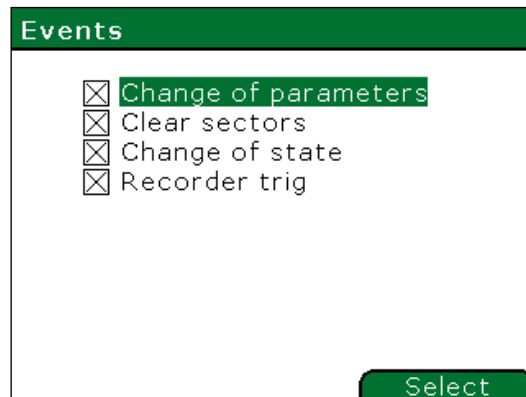 Events
Change of parameters
Clear sectors
Change of state
Recorder trig
Select